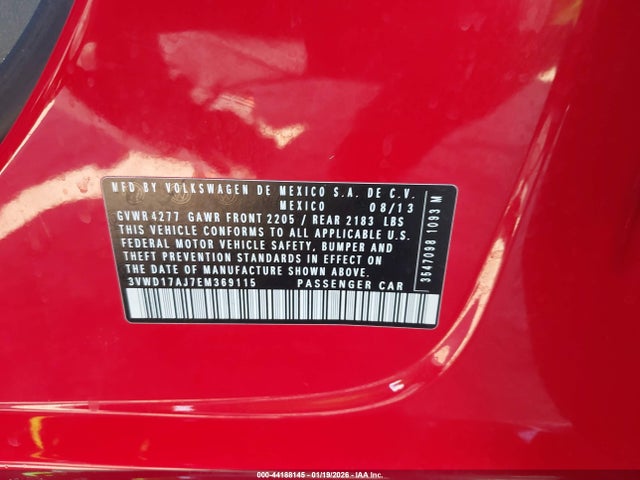 MFD BY VOLKSWAGEN DE MEXICO S.A. DE C.V.
MEXICO 08/13
GVWR 4277 GAWR FRONT 2205 / REAR 2183 LBS
THIS VEHICLE CONFORMS TO ALL APPLICABLE U.S.
FEDERAL MOTOR VEHICLE SAFETY, BUMPER AND
THEFT PREVENTION STANDARDS IN EFFECT ON
THE DATE OF MANUFACTURE SHOWN ABOVE.
3VWD17AJ7EM369115 PASSENGER CAR
3547098 1093 M
000-44188145 - 01/19/2026 - IAA Inc.